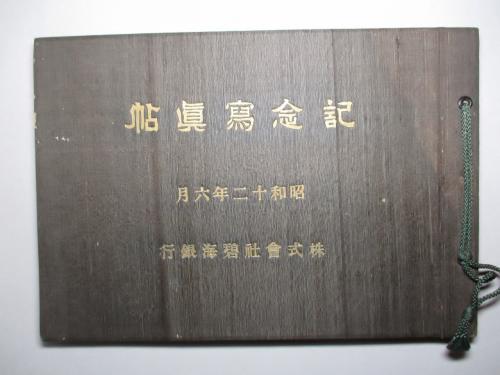 記念寫眞帖
昭和十二年六月
株式會社碧海銀行